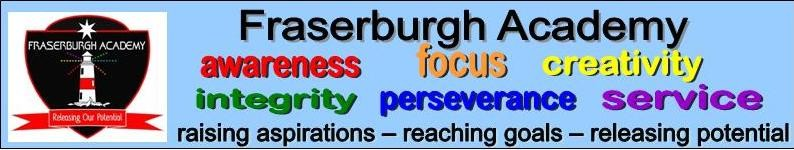 FRASERBURGH ACADEMY
Releasing Our Potential
Fraserburgh Academy
awareness focus creativity
integrity perseverance service
raising aspirations – reaching goals – releasing potential